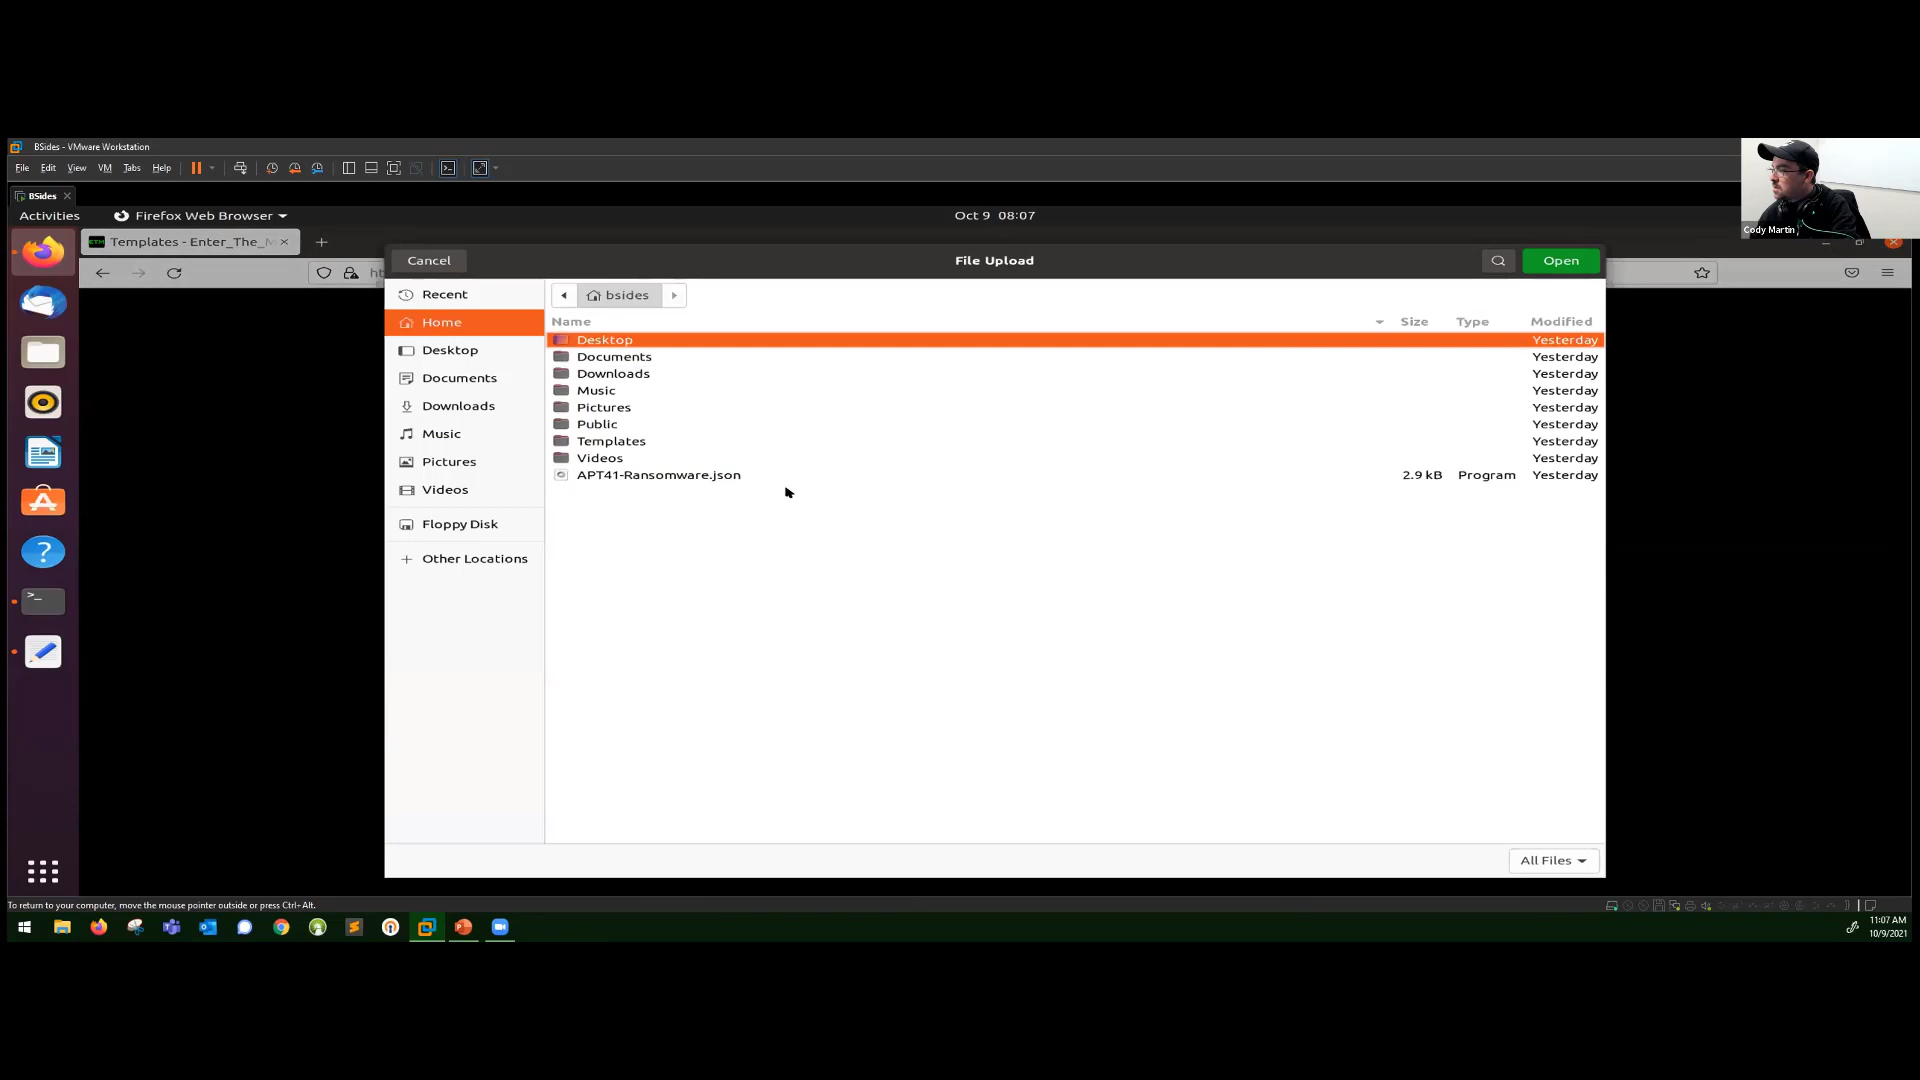 BSides - VMware Workstation
File Edit View VM Tabs Help
BSides
Cody Martin
Activities Firefox Web Browser Oct 9 08:07
Templates - Enter_The_M
Cancel File Upload Open
Recent
Home
Desktop
Documents
Downloads
Music
Pictures
Videos
Floppy Disk
Other Locations
bsides
Name Size Type Modified
Desktop Yesterday
Documents Yesterday
Downloads Yesterday
Music Yesterday
Pictures Yesterday
Public Yesterday
Templates Yesterday
Videos Yesterday
APT41-Ransomware.json 2.9 kB Program Yesterday
All Files
To return to your computer, move the mouse pointer outside or press Ctrl+Alt.
11:07 AM
10/9/2021